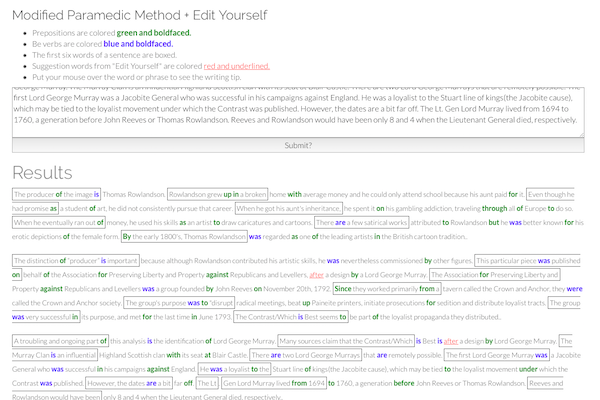 Modified Paramedic Method + Edit Yourself
Prepositions are colored green and boldfaced.
Be verbs are colored blue and boldfaced.
The first six words of a sentence are boxed.
Suggestion words from "Edit Yourself" are colored red and underlined.
Put your mouse over the word or phrase to see the writing tip.
first Lord George Murray was a Jacobite General who was successful in his campaigns against England. He was a loyalist to the Stuart line of kings(the Jacobite cause),
which may be tied to the loyalist movement under which the Contrast was published. However, the dates are a bit far off. The Lt. Gen Lord Murray lived from 1694 to
1760, a generation before John Reeves or Thomas Rowlandson. Reeves and Rowlandson would have been only 8 and 4 when the Lieutenant General died, respectively.
Submit?
Results
The producer of the image is Thomas Rowlandson. Rowlandson grew up in a broken home with average money and he could only attend school because his aunt paid for it. Even though he
had promise as a student of art, he did not consistently pursue that career. When he got his aunt's inheritance, he spent it on his gambling addiction, traveling through all of Europe to do so.
When he eventually ran out of money, he used his skills as an artist to draw caricatures and cartoons. There are a few satirical works attributed to Rowlandson but he was better known for his
erotic depictions of the female form. By the early 1800's, Thomas Rowlandson was regarded as one of the leading artists in the British cartoon tradition.
The distinction of "producer" is important because although Rowlandson contributed his artistic skills, he was nevertheless commissioned by other figures. This particular piece was published
on behalf of the Association for Preserving Liberty and Property against Republicans and Levellers, after a design by a Lord George Murray. The Association for Preserving Liberty and
Property against Republicans and Levellers was a group founded by John Reeves on November 20th, 1792. Since they worked primarily from a tavern called the Crown and Anchor, they were
called the Crown and Anchor society. The group's purpose was to "disrupt radical meetings, beat up Paineite printers, initiate prosecutions for sedition and distribute loyalist tracts. The group
was very successful in its purpose, and met for the last time in June 1793. The Contrast/Which is Best seems to be part of the loyalist propaganda they distributed.
A troubling and ongoing part of this analysis is the identification of Lord George Murray. Many sources claim that the Contrast/Which is Best is after a design by Lord George Murray. The
Murray Clan is an influential Highland Scottish clan with its seat at Blair Castle. There are two Lord George Murrays that are remotely possible. The first Lord George Murray was a Jacobite
General who was successful in his campaigns against England. He was a loyalist to the Stuart line of kings(the Jacobite cause), which may be tied to the loyalist movement under which the
Contrast was published. However, the dates are a bit far off. The Lt. Gen Lord Murray lived from 1694 to 1760, a generation before John Reeves or Thomas Rowlandson. Reeves and
Rowlandson would have been only 8 and 4 when the Lieutenant General died, respectively.